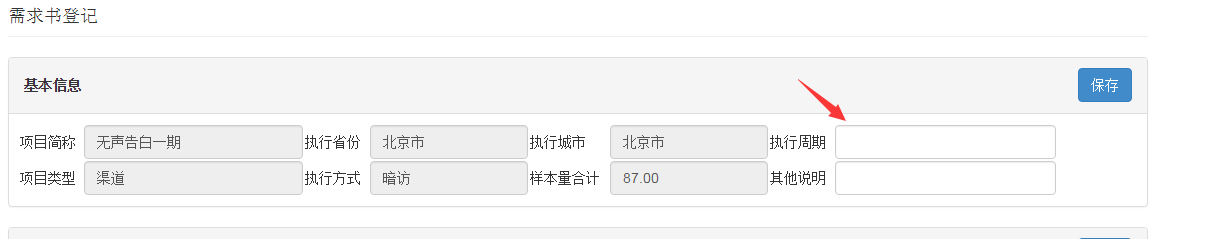 需求书登记
基本信息 保存
项目简称 无声告白一期 执行省份 北京市 执行城市 北京市 执行周期
项目类型 渠道 执行方式 暗访 样本量合计 87.00 其他说明